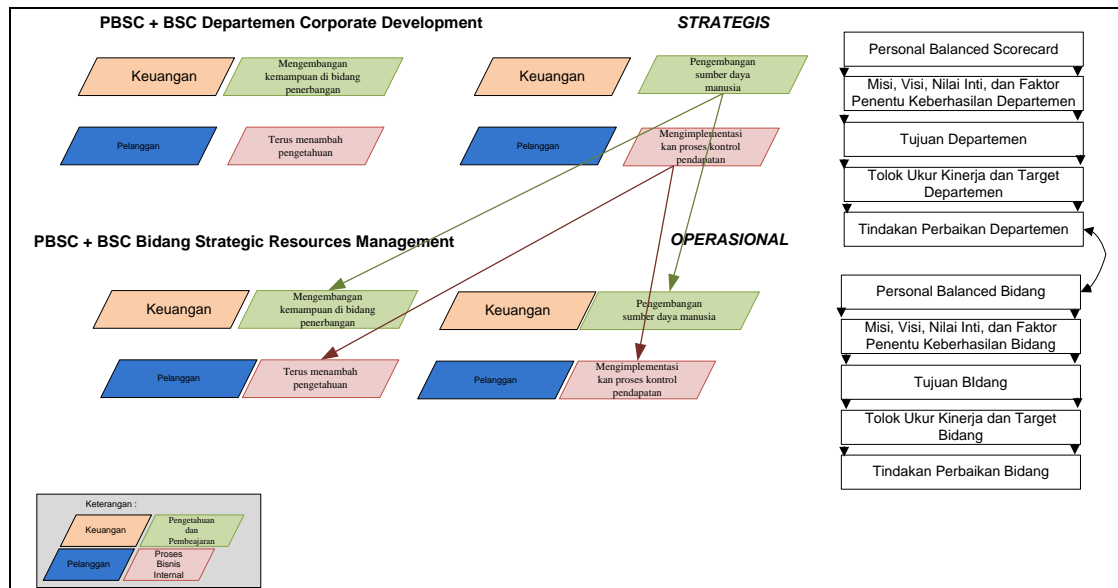 PBSC + BSC Departemen Corporate Development
STRATEGIS
Keuangan
Mengembangan
kemampuan di bidang
penerbangan
Keuangan
Pengembangan
sumber daya
manusia
Pelanggan
Terus menambah
pengetahuan
Pelanggan
Mengimplementasi
kan proses kontrol
pendapatan
PBSC + BSC Bidang Strategic Resources Management
OPERASIONAL
Keuangan
Mengembangan
kemampuan di bidang
penerbangan
Keuangan
Pengembangan
sumber daya manusia
Pelanggan
Terus menambah
pengetahuan
Pelanggan
Mengimplementasi
kan proses kontrol
pendapatan
Keterangan :
Keuangan
Pengetahuan
dan
Pembeajaran
Pelanggan
Proses
Bisnis
Internal
Personal Balanced Scorecard
Misi, Visi, Nilai Inti, dan Faktor
Penentu Keberhasilan Departemen
Tujuan Departemen
Tolok Ukur Kinerja dan Target
Departemen
Tindakan Perbaikan Departemen
Personal Balanced Bidang
Misi, Visi, Nilai Inti, dan Faktor
Penentu Keberhasilan Bidang
Tujuan BIdang
Tolok Ukur Kinerja dan Target
Bidang
Tindakan Perbaikan Bidang